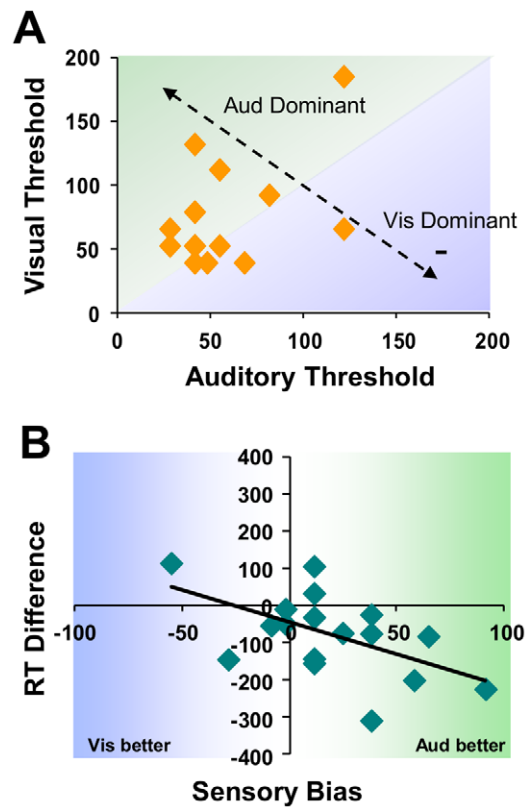 A
200
150
100
50
0
Visual Threshold
Aud Dominant
Vis Dominant
-
0 50 100 150 200
Auditory Threshold
B
400
300
200
100
0
-100
-200
-300
-400
RT Difference
-100 -50 0 50 100
Vis better
Aud better
Sensory Bias